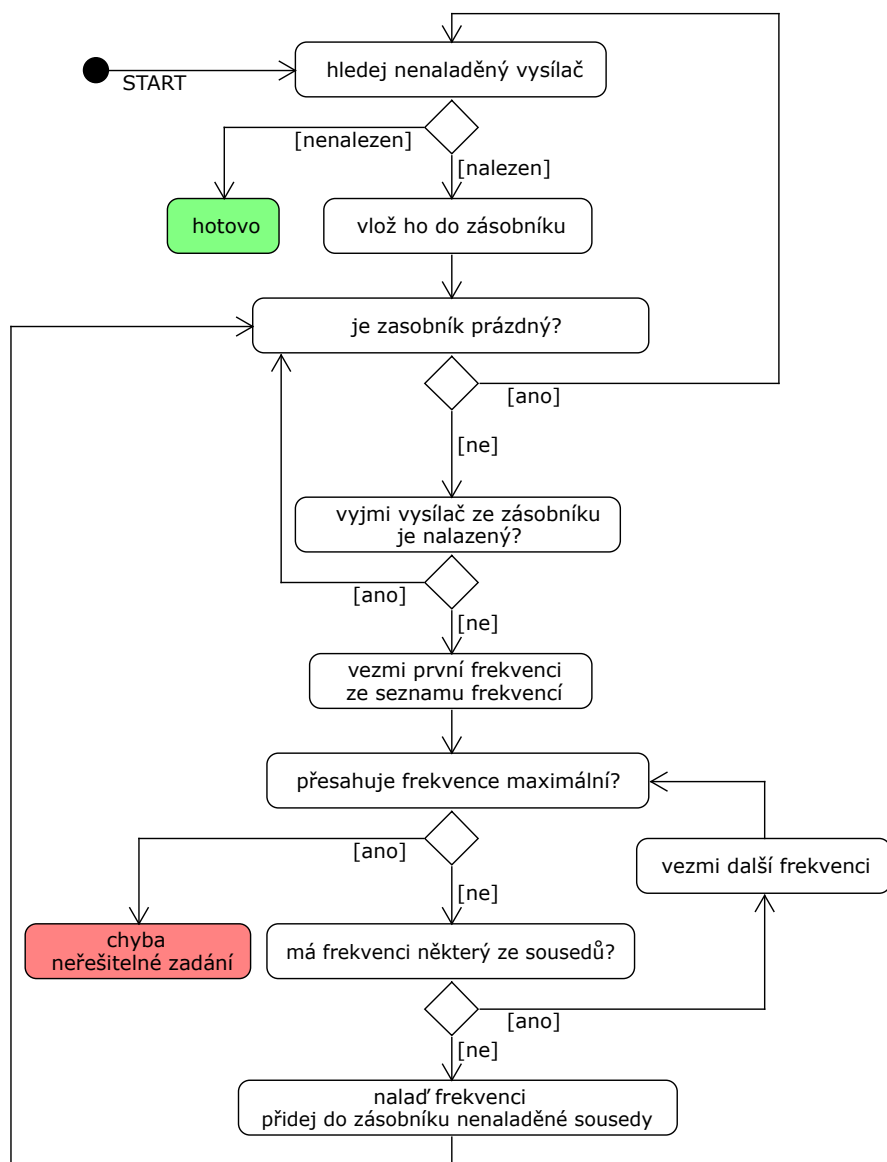 hledej nenaladěný vysílač
START
[nenalezen]
[nalezen]
hotovo
vlož ho do zásobníku
je zasobník prázdný?
[ano]
[ne]
vyjmi vysílač ze zásobníku
je nalazený?
[ano]
[ne]
vezmi první frekvenci
ze seznamu frekvencí
přesahuje frekvence maximální?
[ano]
vezmi další frekvenci
[ne]
chyba
neřešitelné zadání
má frekvenci některý ze sousedů?
[ano]
[ne]
nalaď frekvenci
přidej do zásobníku nenaladěné sousedy